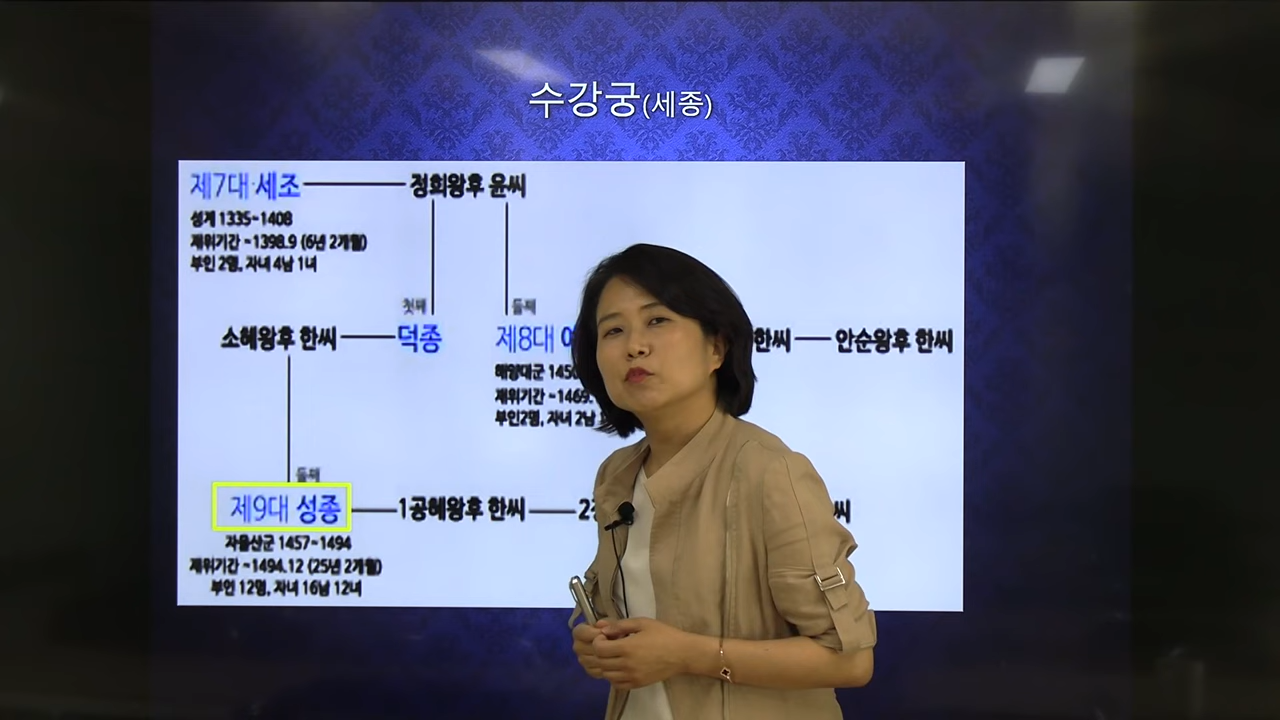 수강궁(세종)
제7대 세조 정희왕후 윤씨
성계 1335~1408
재위기간 ~1398.9 (6년 2개월)
부인 2명, 자녀 4남 1녀
첫째 둘째
소혜왕후 한씨 덕종 제8대 한씨 안순왕후 한씨
해양대군
재위기간 ~1469.
부인2명, 자녀 2남
둘째
제9대 성종 1공혜왕후 한씨
자을산군 1457~1494
재위기간 ~1494.12 (25년 2개월)
부인 12명, 자녀 16남 12녀